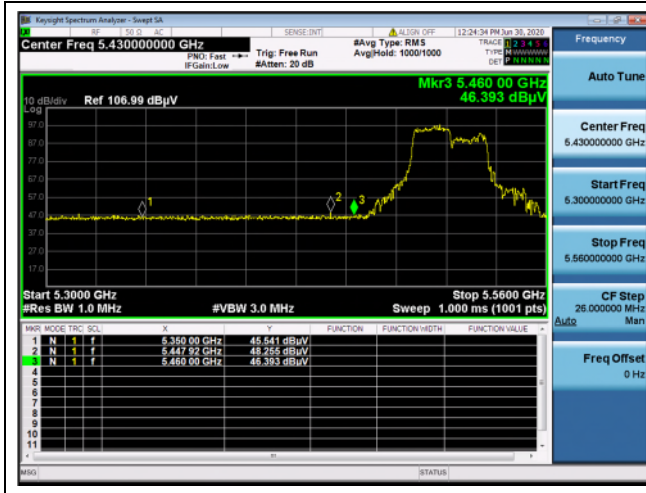 Keysight Spectrum Analyzer - Swept SA
RF 50 Ω AC SENSE:INT ALIGN OFF 12:24:34 PM Jun 30, 2020
Center Freq 5.430000000 GHz
PNO: Fast
IFGain:Low
Trig: Free Run
#Atten: 20 dB
#Avg Type: RMS
Avg|Hold: 1000/1000
TRACE 1 2 3 4 5 6
TYPE M WWWWW
DET P N N N N N
Mkr3 5.460 00 GHz
46.393 dBµV
10 dB/div Ref 106.99 dBµV
Log
97.0
87.0
77.0
67.0
57.0
47.0
37.0
27.0
17.0
1
2
3
Start 5.3000 GHz Stop 5.5600 GHz
#Res BW 1.0 MHz #VBW 3.0 MHz Sweep 1.000 ms (1001 pts)
MKR MODE TRC SCL X Y FUNCTION FUNCTION WIDTH FUNCTION VALUE
1 N 1 f 5.350 00 GHz 45.541 dBµV
2 N 1 f 5.447 92 GHz 48.255 dBµV
3 N 1 f 5.460 00 GHz 46.393 dBµV
4
5
6
7
8
9
10
11
MSG STATUS
Frequency
Auto Tune
Center Freq
5.430000000 GHz
Start Freq
5.300000000 GHz
Stop Freq
5.560000000 GHz
CF Step
26.000000 MHz
Auto Man
Freq Offset
0 Hz